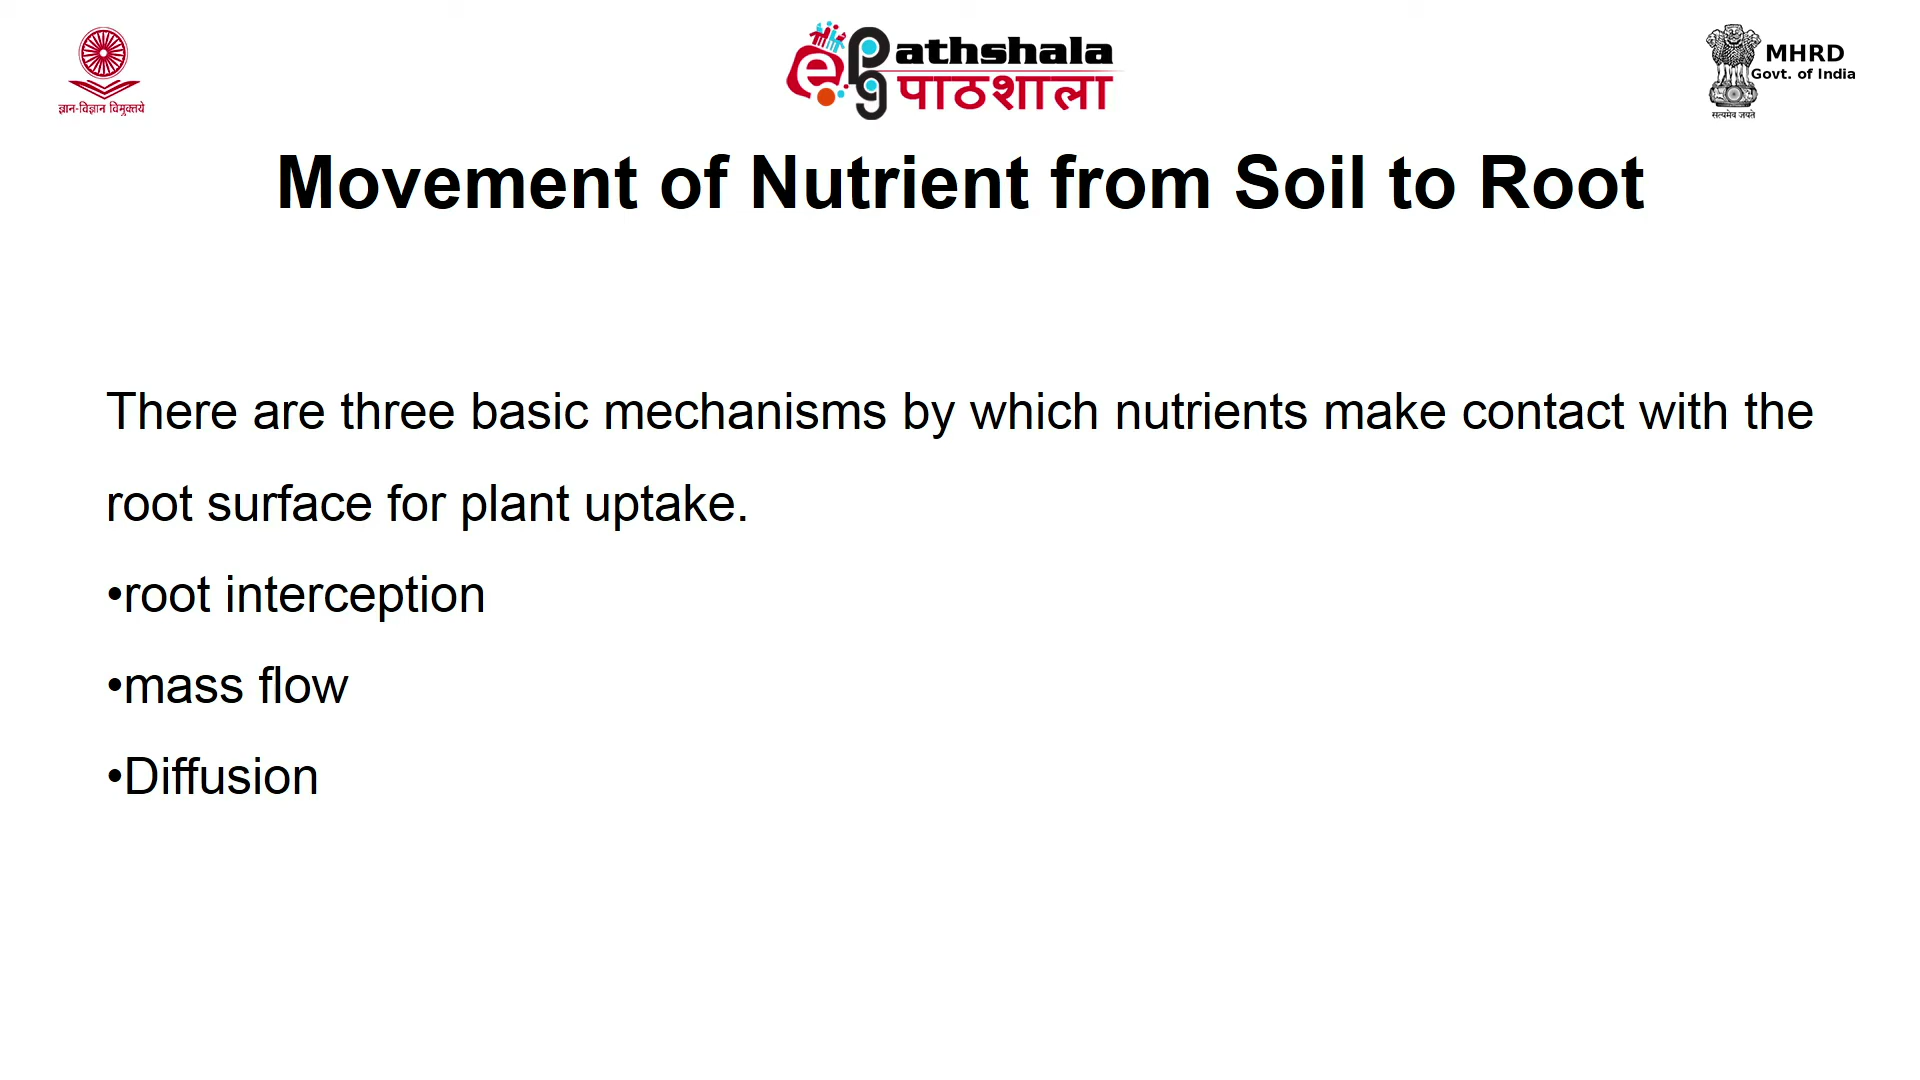 ज्ञान-विज्ञान विमुक्तये
ePathshala
पाठशाला
MHRD
Govt. of India
सत्यमेव जयते
Movement of Nutrient from Soil to Root
There are three basic mechanisms by which nutrients make contact with the
root surface for plant uptake.
•root interception
•mass flow
•Diffusion